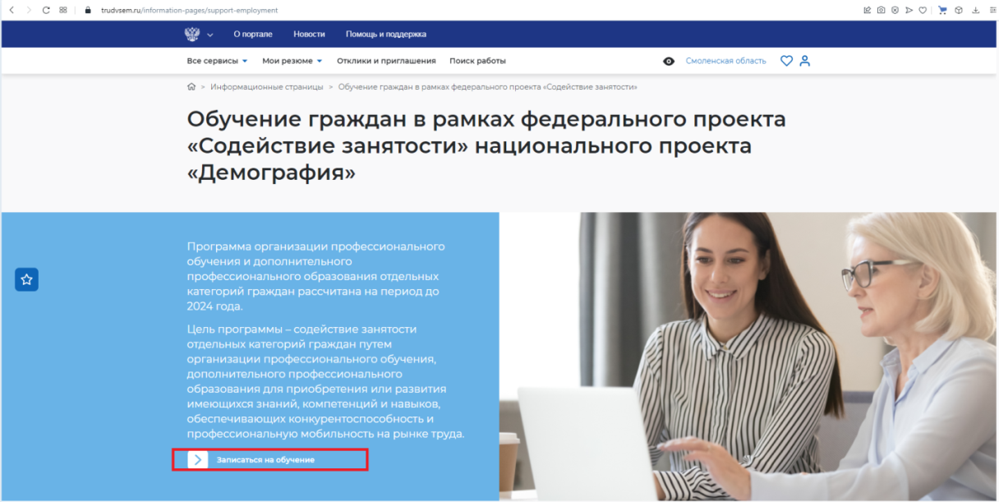 trudvsem.ru/information-pages/support-employment
О портале Новости Помощь и поддержка
Все сервисы Мои резюме Отклики и приглашения Поиск работы Смоленская область
> Информационные страницы > Обучение граждан в рамках федерального проекта «Содействие занятости»
Обучение граждан в рамках федерального проекта
«Содействие занятости» национального проекта
«Демография»
Программа организации профессионального
обучения и дополнительного
профессионального образования отдельных
категорий граждан рассчитана на период до
2024 года.
Цель программы – содействие занятости
отдельных категорий граждан путем
организации профессионального обучения,
дополнительного профессионального
образования для приобретения или развития
имеющихся знаний, компетенций и навыков,
обеспечивающих конкурентоспособность и
профессиональную мобильность на рынке труда.
Записаться на обучение